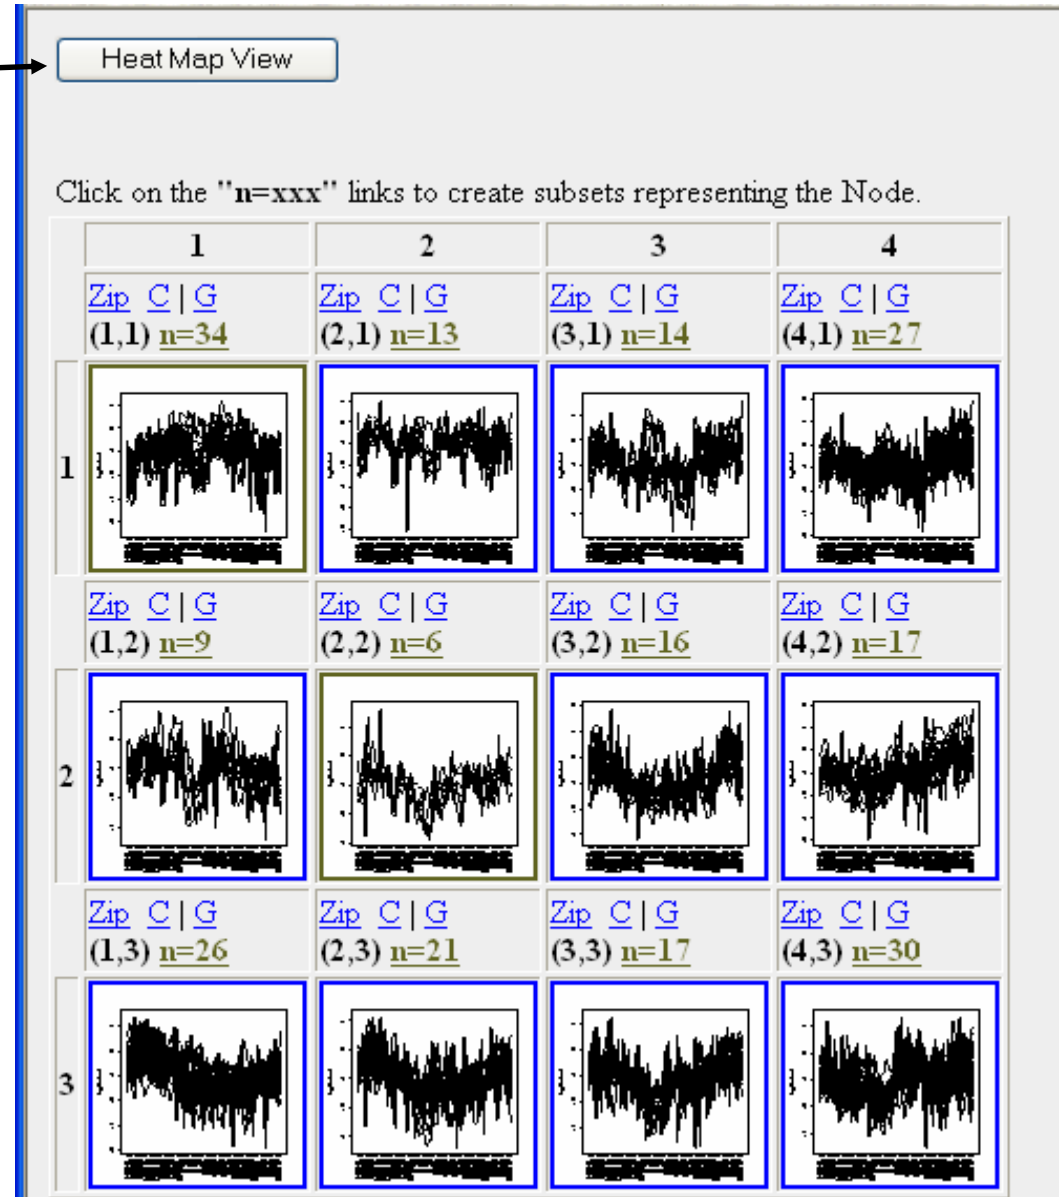 Heat Map View
Click on the "n=xxx" links to create subsets representing the Node.
1 2 3 4
Zip C | G Zip C | G Zip C | G Zip C | G
(1,1) n=34 (2,1) n=13 (3,1) n=14 (4,1) n=27
1
Zip C | G Zip C | G Zip C | G Zip C | G
(1,2) n=9 (2,2) n=6 (3,2) n=16 (4,2) n=17
2
Zip C | G Zip C | G Zip C | G Zip C | G
(1,3) n=26 (2,3) n=21 (3,3) n=17 (4,3) n=30
3